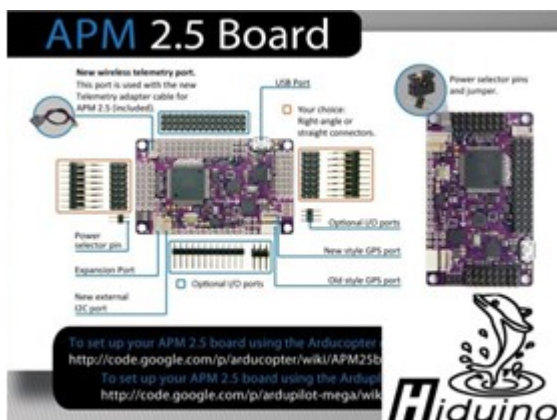 APM 2.5 Board
New wireless telemetry port.
This port is used with the new
Telemetry adapter cable for
APM 2.5 (included).
USB Port
Your choice:
Right angle or
straight connectors.
Power selector pins
and jumper.
Power
selector pin
Expansion Port
New external
I2C port
Optional I/O ports
Optional I/O ports
New style GPS port
Old style GPS port
To set up your APM 2.5 board using the Arducopter
http://code.google.com/p/arducopter/wiki/APM25b
To set up your APM 2.5 board using the Ardupil
http://code.google.com/p/ardupilot-mega/wik
Hiduino